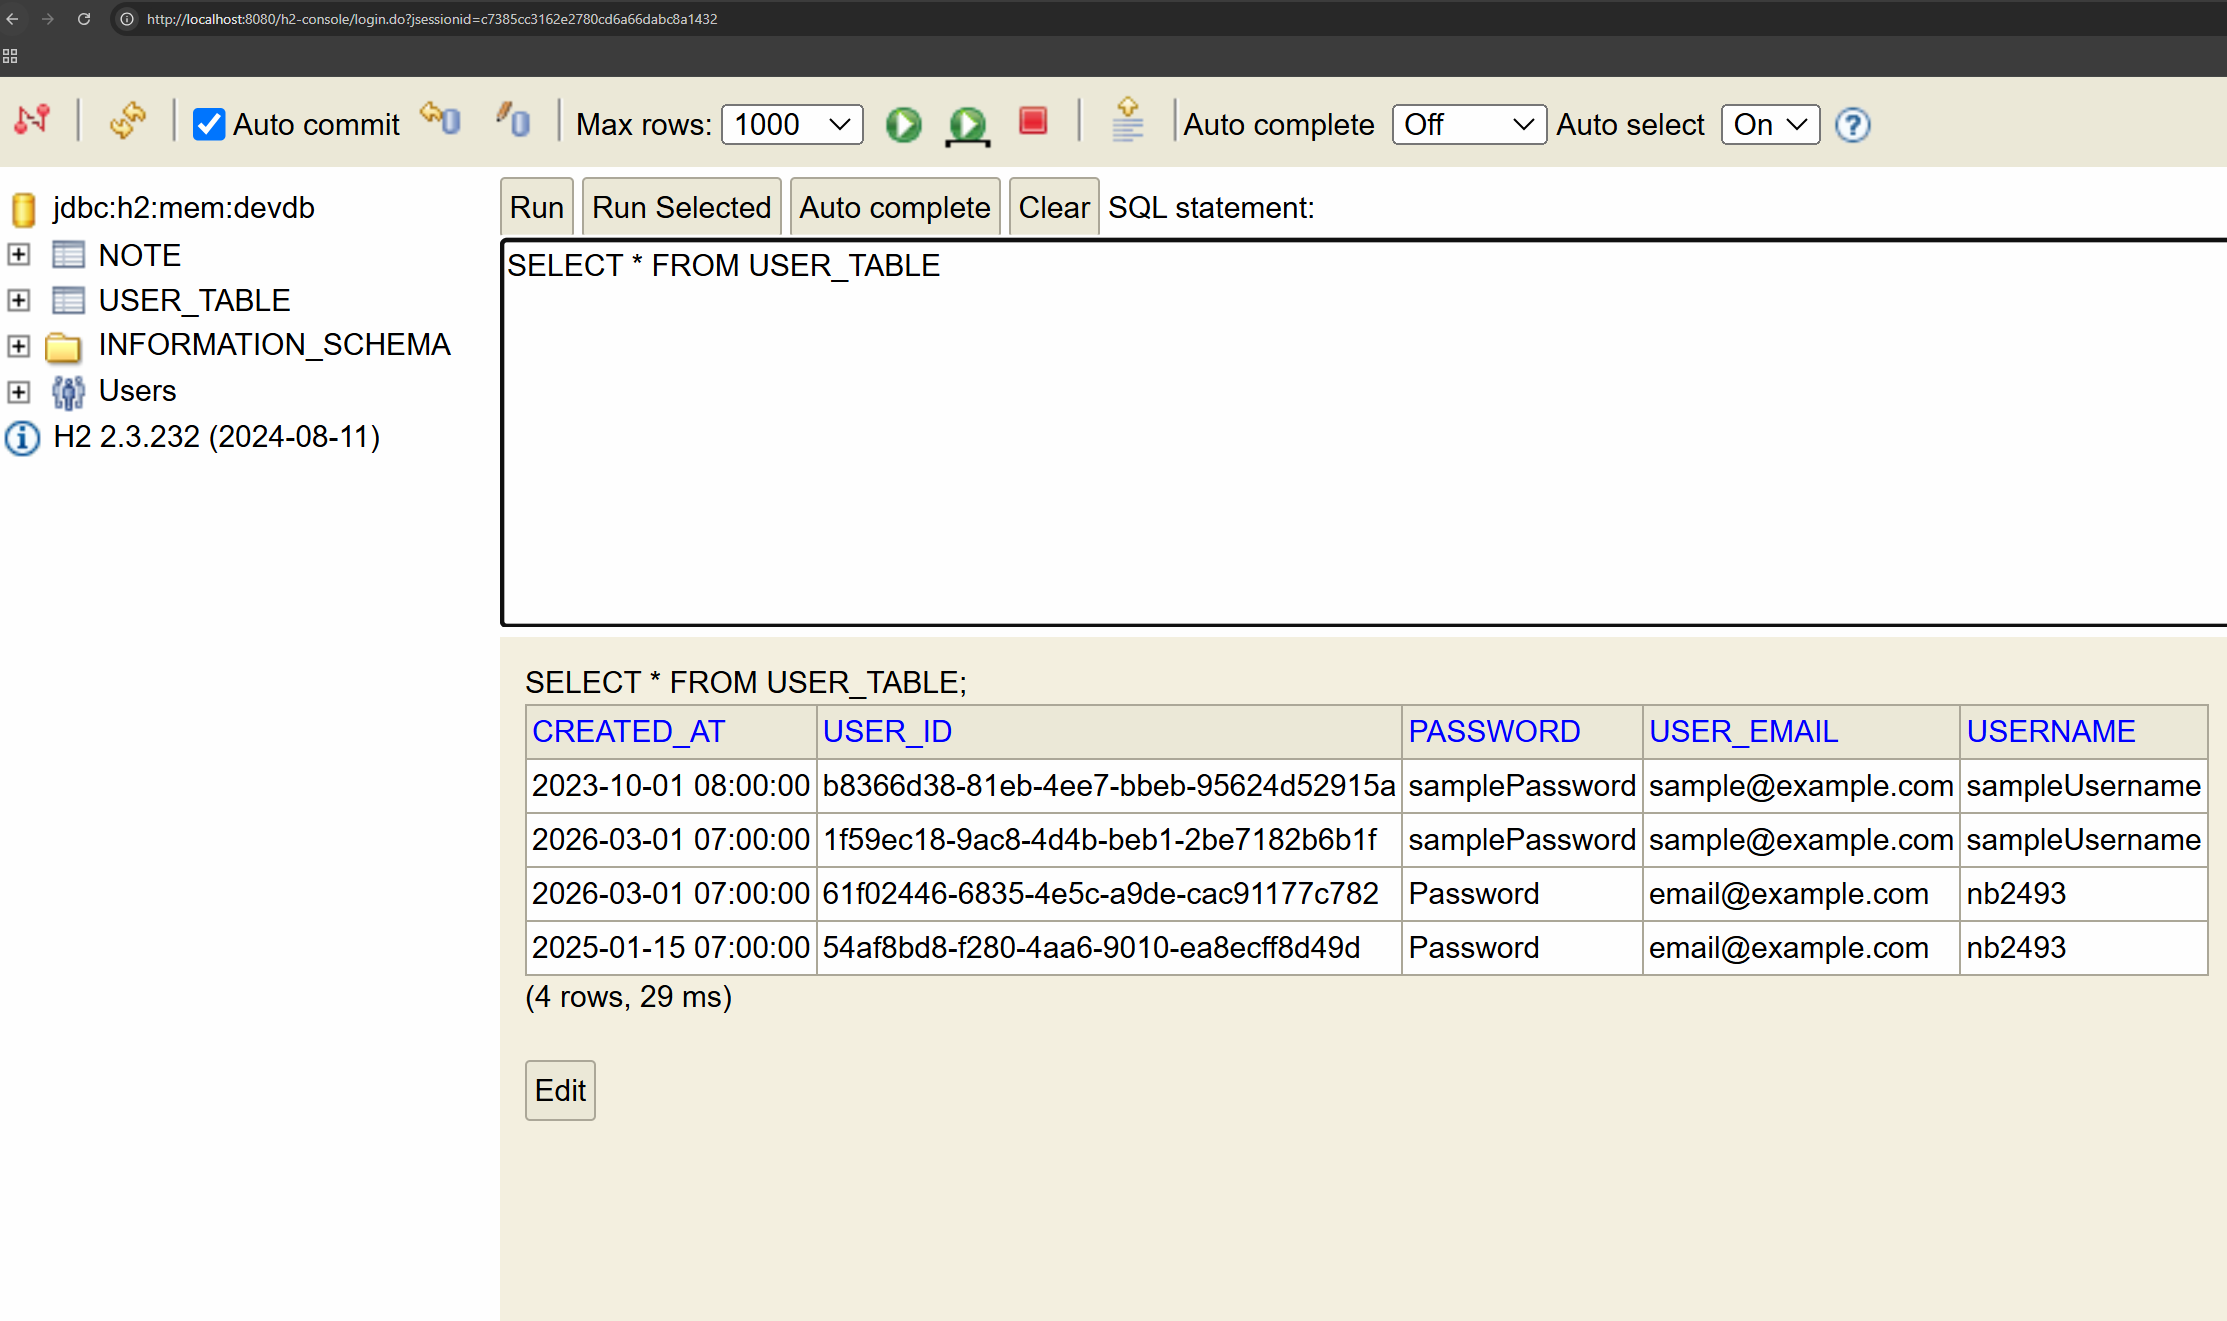 http://localhost:8080/h2-console/login.do?jsessionid=c7385cc3162e2780cd6a66dabc8a1432
Auto commit Max rows: 1000 Auto complete Off Auto select On
jdbc:h2:mem:devdb
NOTE
USER_TABLE
INFORMATION_SCHEMA
Users
H2 2.3.232 (2024-08-11)
Run Run Selected Auto complete Clear SQL statement:
SELECT * FROM USER_TABLE
SELECT * FROM USER_TABLE;
CREATED_AT USER_ID PASSWORD USER_EMAIL USERNAME
2023-10-01 08:00:00 b8366d38-81eb-4ee7-bbeb-95624d52915a samplePassword sample@example.com sampleUsername
2026-03-01 07:00:00 1f59ec18-9ac8-4d4b-beb1-2be7182b6b1f samplePassword sample@example.com sampleUsername
2026-03-01 07:00:00 61f02446-6835-4e5c-a9de-cac91177c782 Password email@example.com nb2493
2025-01-15 07:00:00 54af8bd8-f280-4aa6-9010-ea8ecff8d49d Password email@example.com nb2493
(4 rows, 29 ms)
Edit